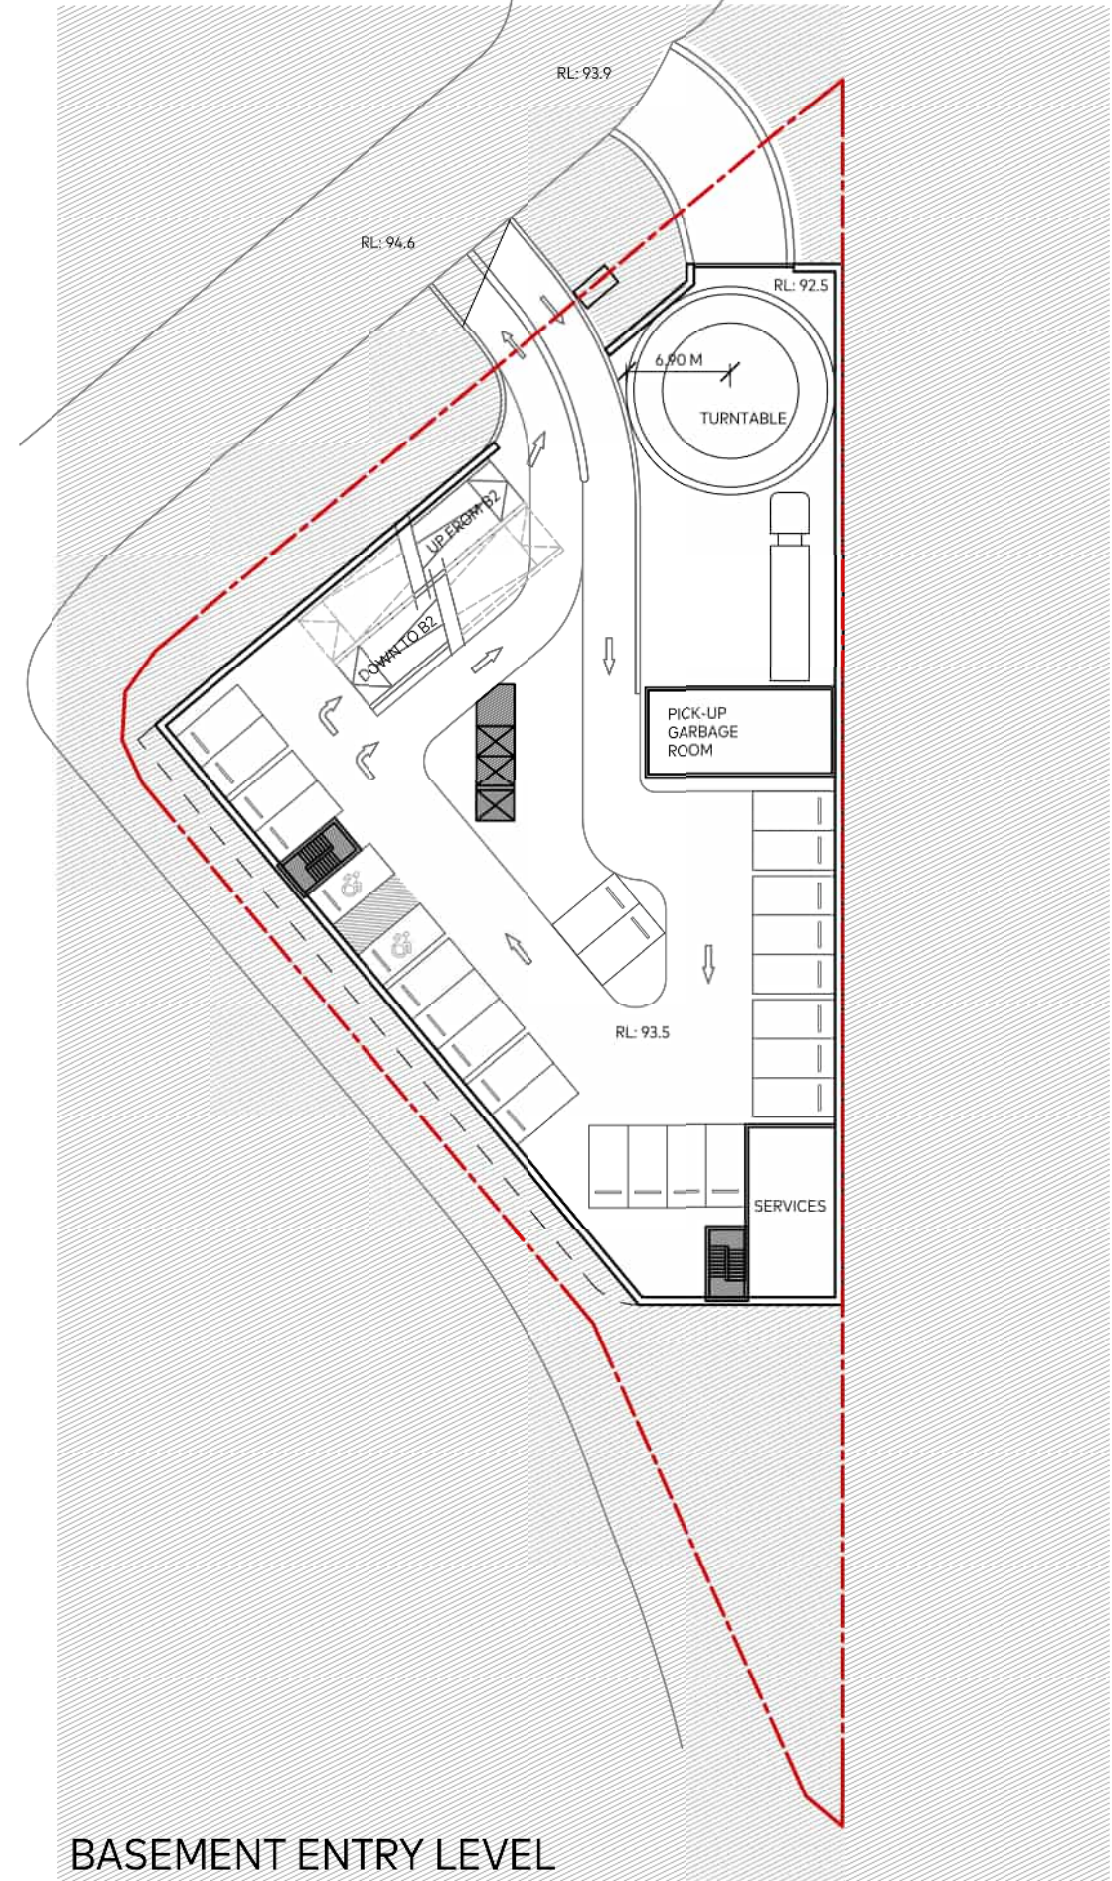 RL: 93.9
RL: 94.6
RL: 92.5
6.90 M
TURNTABLE
UP FROM B2
DOWN TO B2
PICK-UP
GARBAGE
ROOM
RL: 93.5
SERVICES
BASEMENT ENTRY LEVEL